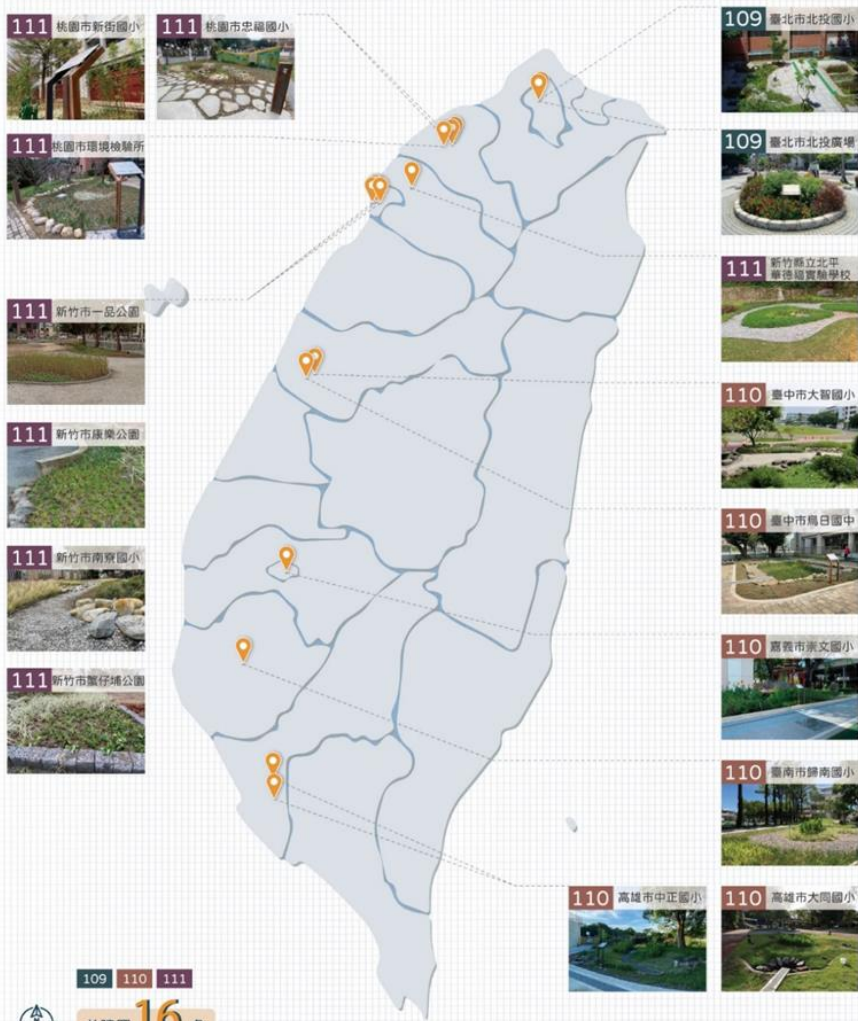 111 桃園市新街國小
111 桃園市忠福國小
111 桃園市環境檢驗所
111 新竹市一品公園
111 新竹市康樂公園
111 新竹市南寮國小
111 新竹市蟹仔埔公園
109 臺北市北投國小
109 臺北市北投廣場
111 新竹縣立北平
華德福實驗學校
110 臺中市大智國小
110 臺中市烏日國中
110 嘉義市崇文國小
110 臺南市歸南國小
110 高雄市中正國小
110 高雄市大同國小
109 110 111
16